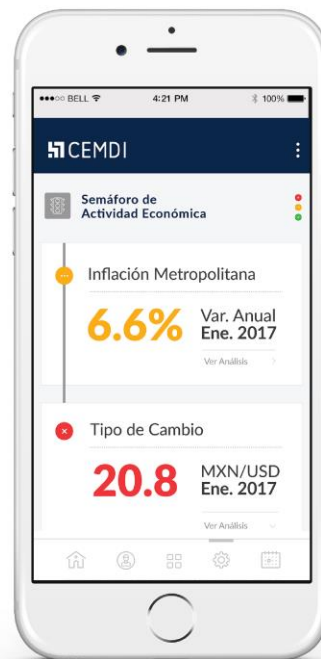 BELL
4:21 PM
100%
CEMDI
Semáforo de
Actividad Económica
Inflación Metropolitana
6.6%
Var. Anual
Ene. 2017
Ver Análisis
Tipo de Cambio
20.8
MXN/USD
Ene. 2017
Ver Análisis